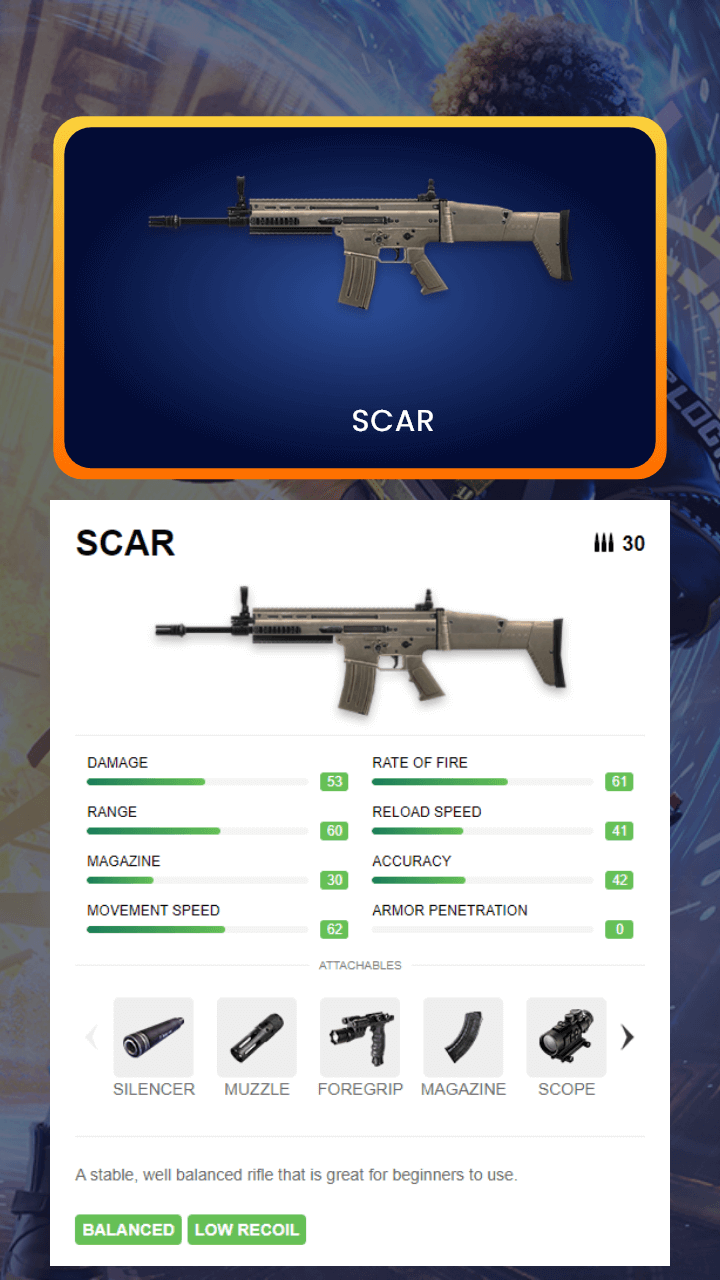 SCAR
SCAR
30
DAMAGE
53
RATE OF FIRE
61
RANGE
60
RELOAD SPEED
41
MAGAZINE
30
ACCURACY
42
MOVEMENT SPEED
62
ARMOR PENETRATION
0
ATTACHABLES
SILENCER
MUZZLE
FOREGRIP
MAGAZINE
SCOPE
A stable, well balanced rifle that is great for beginners to use.
BALANCED
LOW RECOIL